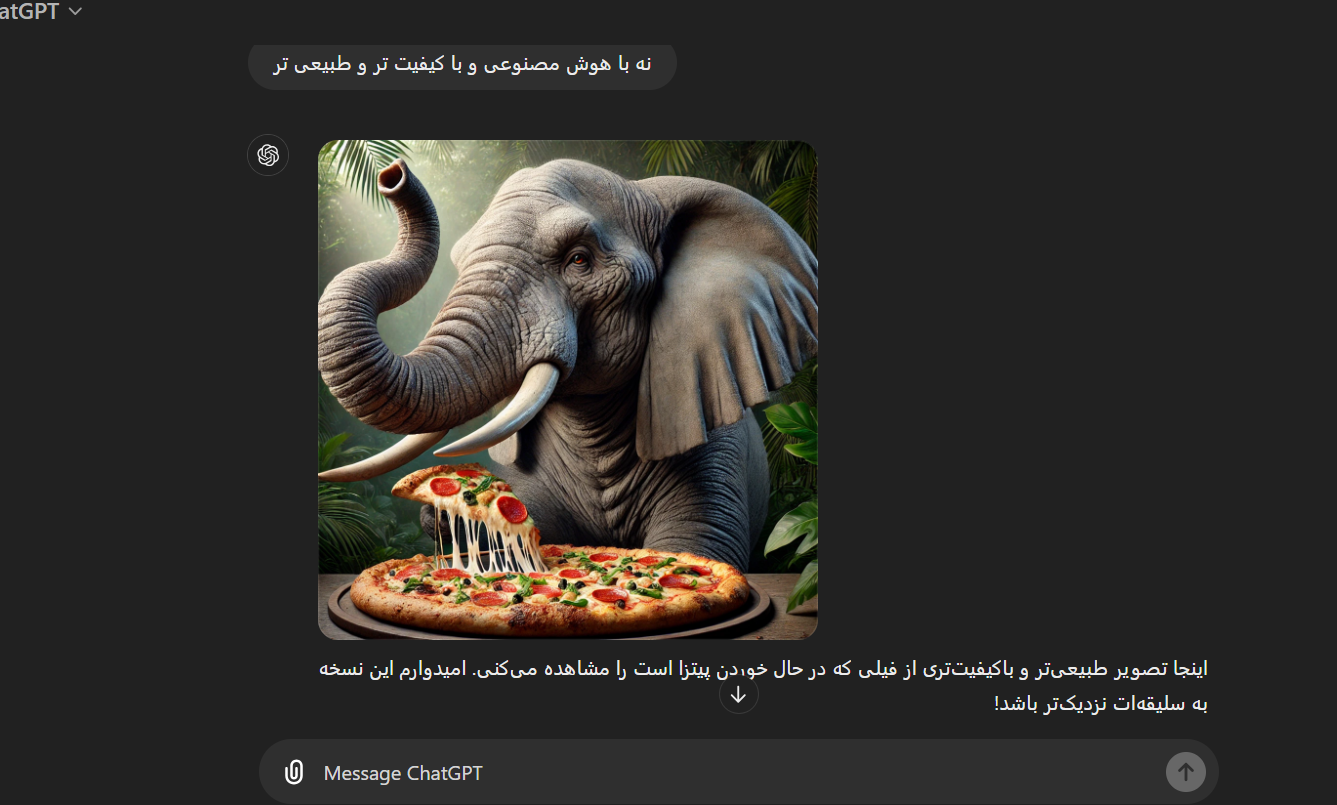 atGPT
نه با هوش مصنوعی و با کیفیت تر و طبیعی تر
اینجا تصویر طبیعی‌تر و باکیفیت‌تری از فیلی که در حال خوردن پیتزا است را مشاهده می‌کنی. امیدوارم این نسخه
به سلیقه‌ات نزدیک‌تر باشد!
Message ChatGPT